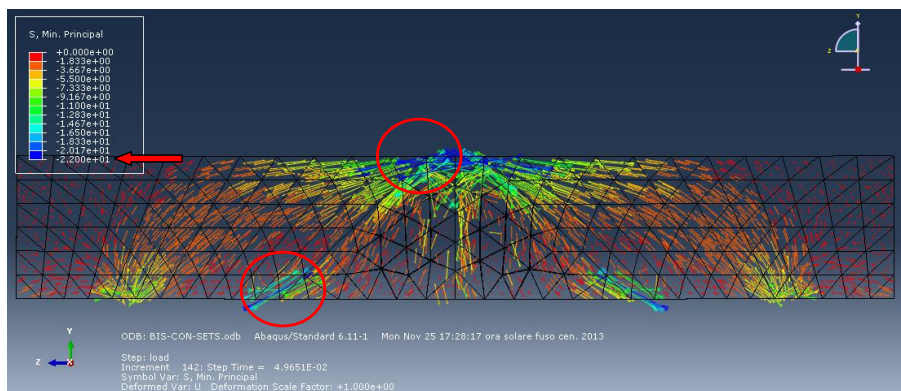 S, Min. Principal
+0.000e+00
-1.833e+00
-3.667e+00
-5.500e+00
-7.333e+00
-9.167e+00
-1.100e+01
-1.283e+01
-1.467e+01
-1.650e+01
-1.833e+01
-2.017e+01
-2.200e+01
Y
Z
Y
Z
ODB: BIS-CON-SETS.odb Abaqus/Standard 6.11-1 Mon Nov 25 17:28:17 ora solare fuso cen. 2013
Step: load
Increment 142: Step Time = 4.9651E-02
Symbol Var: S, Min. Principal
Deformed Var: U Deformation Scale Factor: +1.000e+00